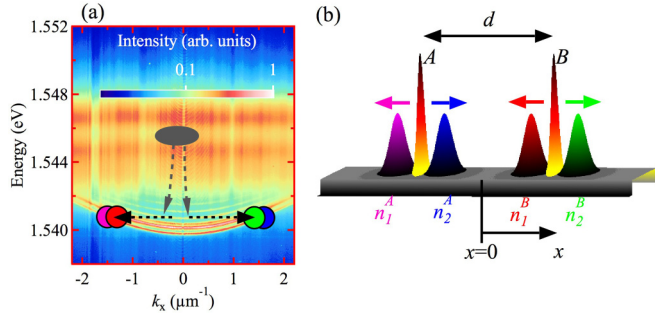 (a)
Intensity (arb. units)
0.1
1
1.552
1.548
1.544
1.540
Energy (eV)
-2
-1
0
1
2
kₓ (µm⁻¹)
(b)
d
A
B
n₁ᴬ
n₂ᴬ
n₁ᴮ
n₂ᴮ
x=0
x